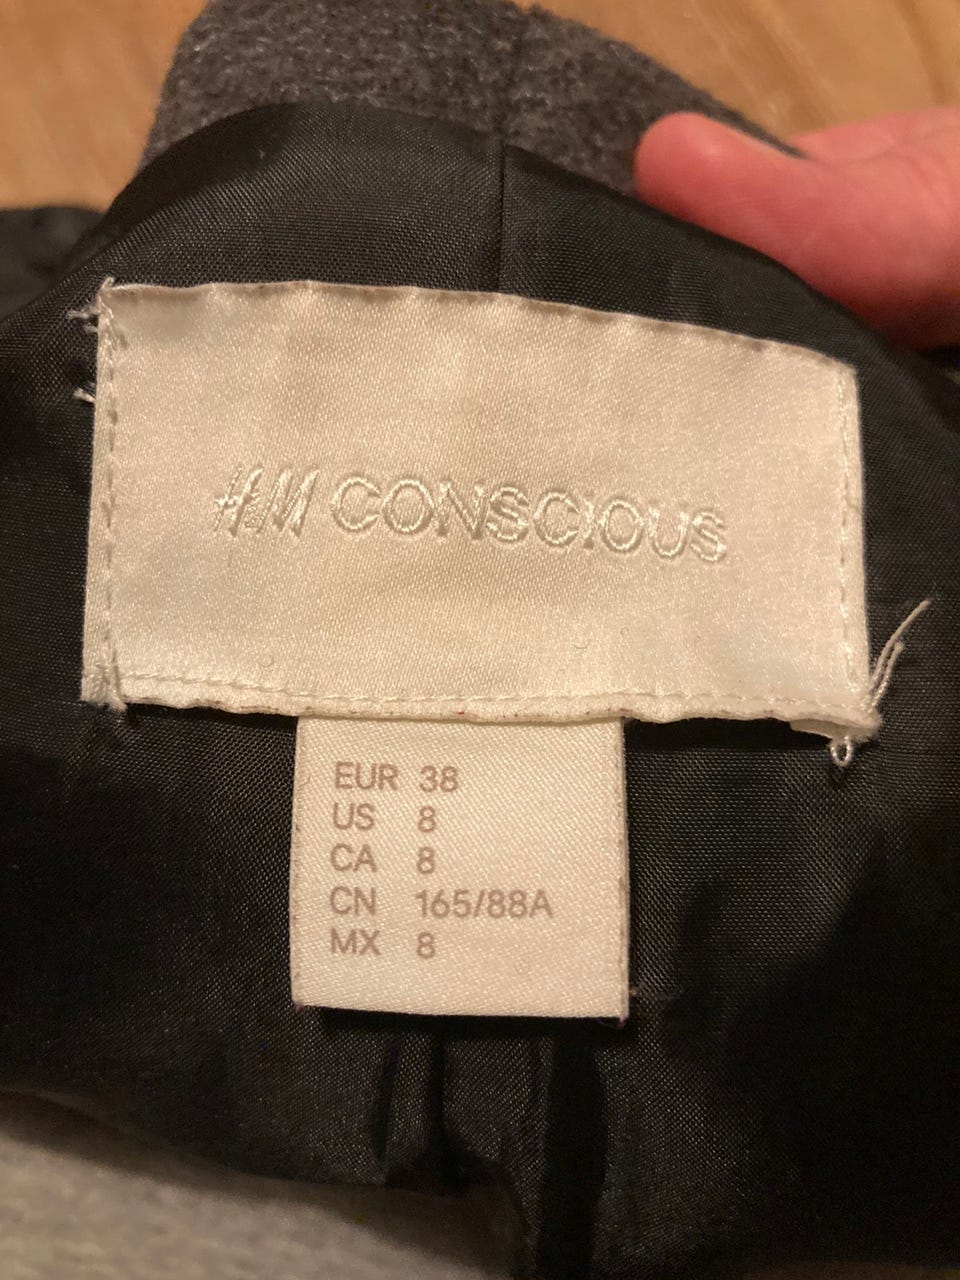 H&M CONSCIOUS
EUR 38
US 8
CA 8
CN 165/88A
MX 8